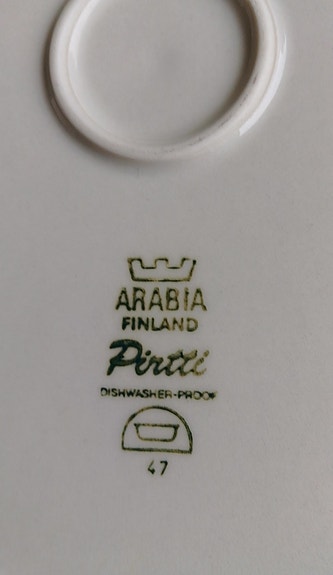 ARABIA
FINLAND
Pirtti
DISHWASHER-PROOF
47